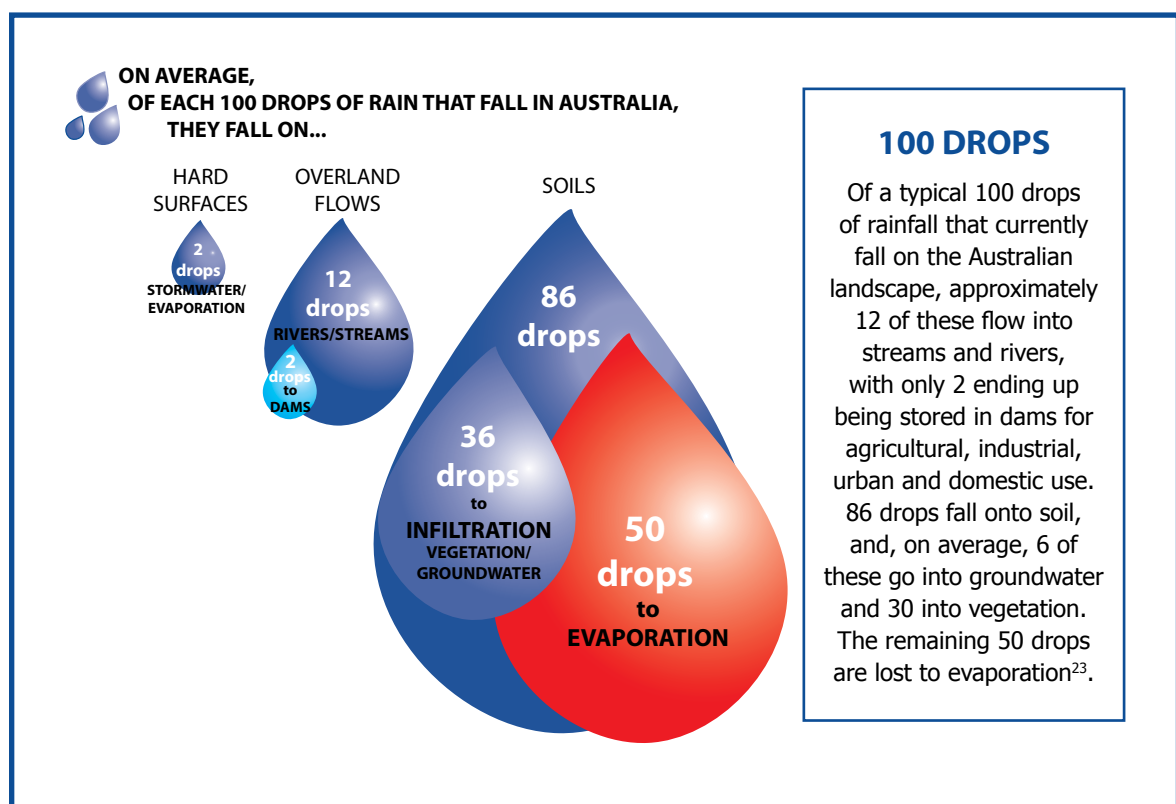 ON AVERAGE,
OF EACH 100 DROPS OF RAIN THAT FALL IN AUSTRALIA,
THEY FALL ON...
HARD
SURFACES
2
drops
STORMWATER/
EVAPORATION
OVERLAND
FLOWS
12
drops
RIVERS/STREAMS
2
drops
to
DAMS
SOILS
86
drops
36
drops
to
INFILTRATION
VEGETATION/
GROUNDWATER
50
drops
to
EVAPORATION
100 DROPS
Of a typical 100 drops
of rainfall that currently
fall on the Australian
landscape, approximately
12 of these flow into
streams and rivers,
with only 2 ending up
being stored in dams for
agricultural, industrial,
urban and domestic use.
86 drops fall onto soil,
and, on average, 6 of
these go into groundwater
and 30 into vegetation.
The remaining 50 drops
are lost to evaporation²³.